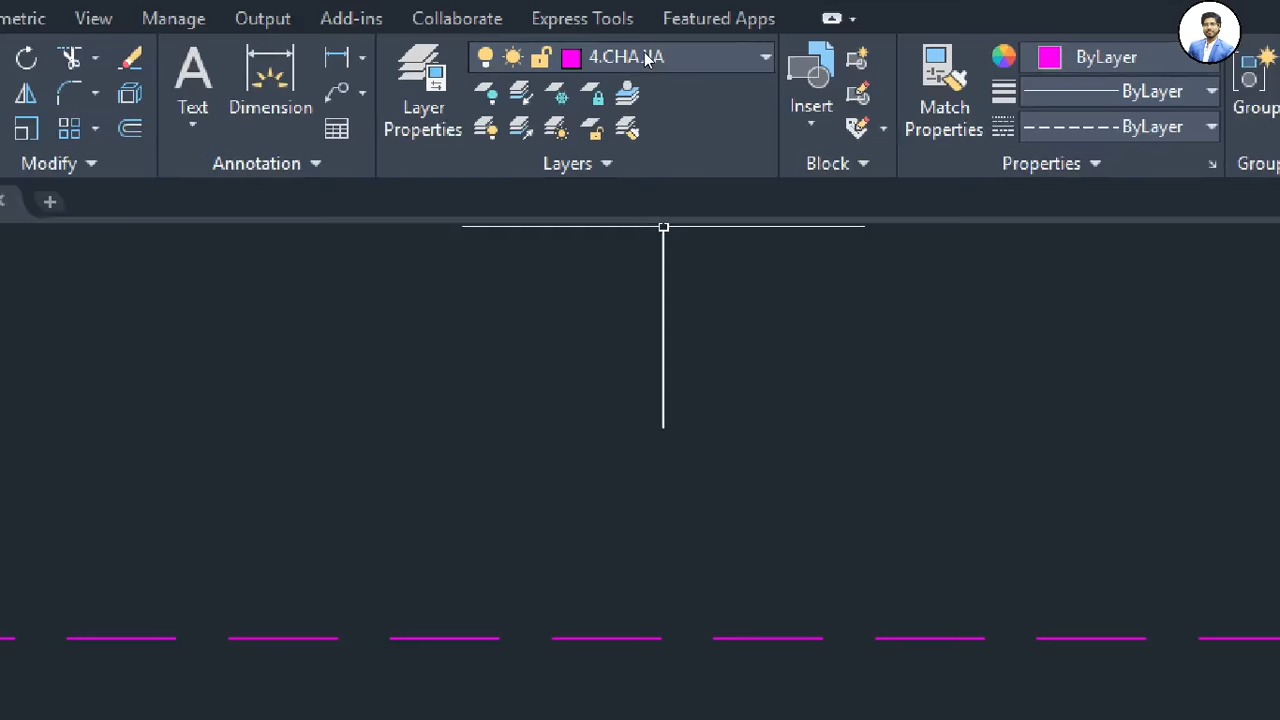 metric View Manage Output Add-ins Collaborate Express Tools Featured Apps
4.CHAJJA
ByLayer
Text
Dimension
Layer
Properties
Insert
Match
Properties
ByLayer
ByLayer
Group
Modify
Annotation
Layers
Block
Properties
Group